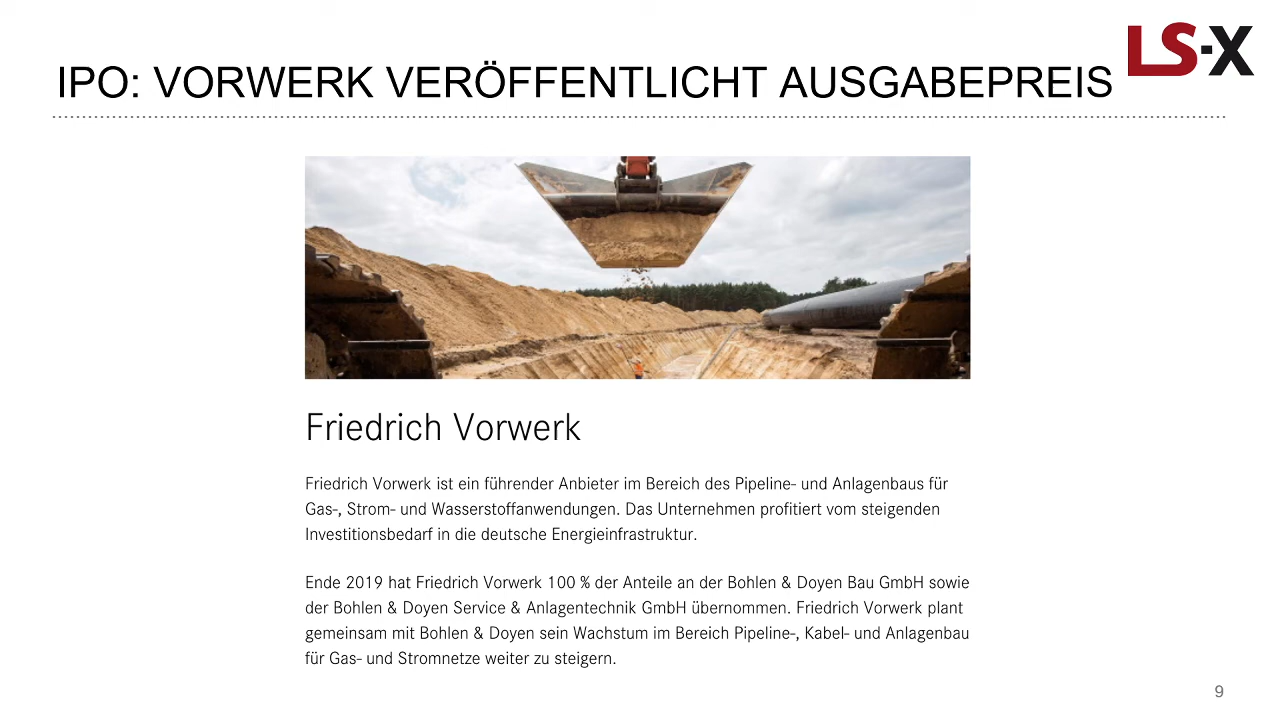 LS-X
IPO: VORWERK VERÖFFENTLICHT AUSGABEPREIS
Friedrich Vorwerk
Friedrich Vorwerk ist ein führender Anbieter im Bereich des Pipeline- und Anlagenbaus für
Gas-, Strom- und Wasserstoffanwendungen. Das Unternehmen profitiert vom steigenden
Investitionsbedarf in die deutsche Energieinfrastruktur.
Ende 2019 hat Friedrich Vorwerk 100 % der Anteile an der Bohlen & Doyen Bau GmbH sowie
der Bohlen & Doyen Service & Anlagentechnik GmbH übernommen. Friedrich Vorwerk plant
gemeinsam mit Bohlen & Doyen sein Wachstum im Bereich Pipeline-, Kabel- und Anlagenbau
für Gas- und Stromnetze weiter zu steigern.
9